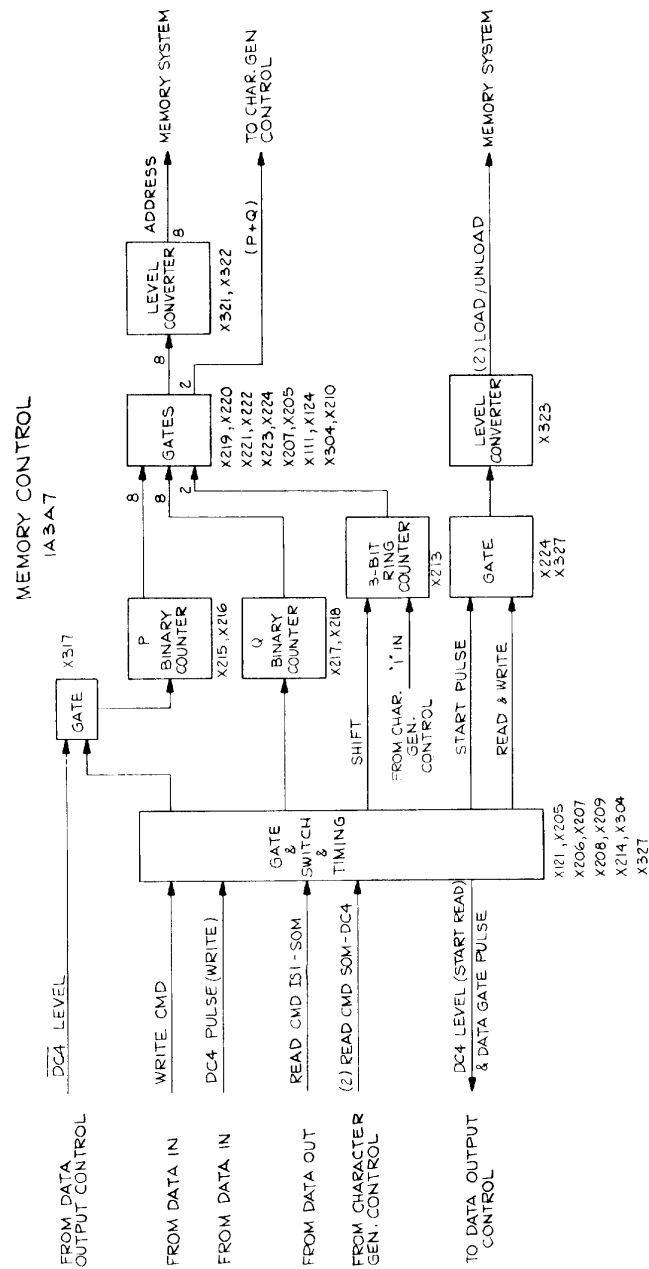 MEMORY CONTROL
1A3A7
FROM DATA
OUTPUT CONTROL
DC4 LEVEL
GATE
X317
FROM DATA IN
WRITE CMD
FROM DATA IN
DC4 PULSE (WRITE)
FROM DATA OUT
READ CMD ISI-SOM
FROM CHARACTER
GEN. CONTROL
(2) READ CMD SOM-DC4
TO DATA OUTPUT
CONTROL
DC4 LEVEL (START READ)
& DATA GATE PULSE
GATE
&
SWITCH
&
TIMING
X121, X205
X206, X207
X208, X209
X214, X304
X327
P
BINARY
COUNTER
X215, X216
Q
BINARY
COUNTER
X217, X218
SHIFT
FROM CHAR.
GEN.
CONTROL
"1" IN
3-BIT
RING
COUNTER
X213
START PULSE
READ & WRITE
GATE
X224
X327
8
8
2
GATES
X219, X220
X221, X222
X223, X224
X207, X205
X111, X124
X304, X210
8
2
LEVEL
CONVERTER
X321, X322
ADDRESS
8
MEMORY SYSTEM
(P+Q)
TO CHAR. GEN
CONTROL
LEVEL
CONVERTER
X323
(2) LOAD/UNLOAD
MEMORY SYSTEM